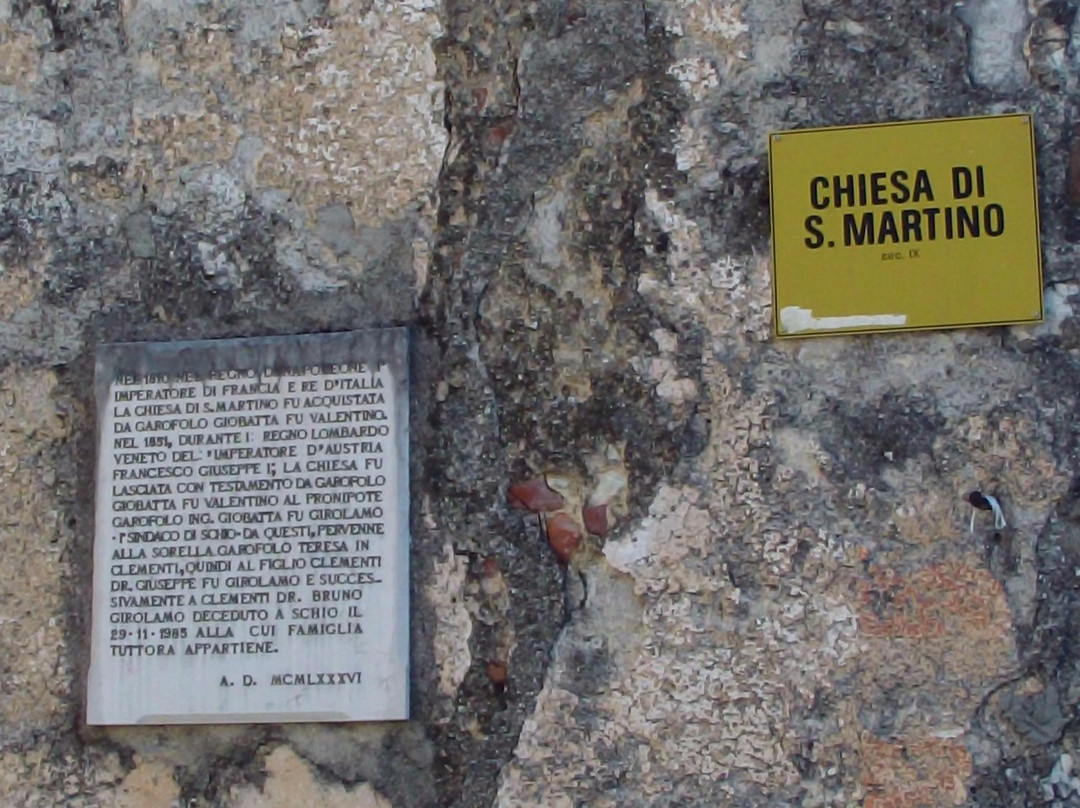 NEL 1810 NEL REGNO DI NAPOLEONE I°
IMPERATORE DI FRANCIA E RE D'ITALIA
LA CHIESA DI S. MARTINO FU ACQUISTATA
DA GAROFOLO GIOBATTA FU VALENTINO.
NEL 1851, DURANTE I REGNO LOMBARDO
VENETO DEL 'IMPERATORE D'AUSTRIA
FRANCESCO GIUSEPPE I; LA CHIESA FU
LASCIATA CON TESTAMENTO DA GAROFOLO
GIOBATTA FU VALENTINO AL PRONIPOTE
GAROFOLO ING. GIOBATTA FU GIROLAMO
·I° SINDACO DI SCHIO·DA QUESTI, PERVENNE
ALLA SORELLA GAROFOLO TERESA IN
CLEMENTI, QUINDI AL FIGLIO CLEMENTI
DR. GIUSEPPE FU GIROLAMO E SUCCES-
SIVAMENTE A CLEMENTI DR. BRUNO
GIROLAMO DECEDUTO A SCHIO IL
29·11·1985 ALLA CUI FAMIGLIA
TUTTORA APPARTIENE.
A. D. MCMLXXXVI
CHIESA DI
S. MARTINO
SEC. IX